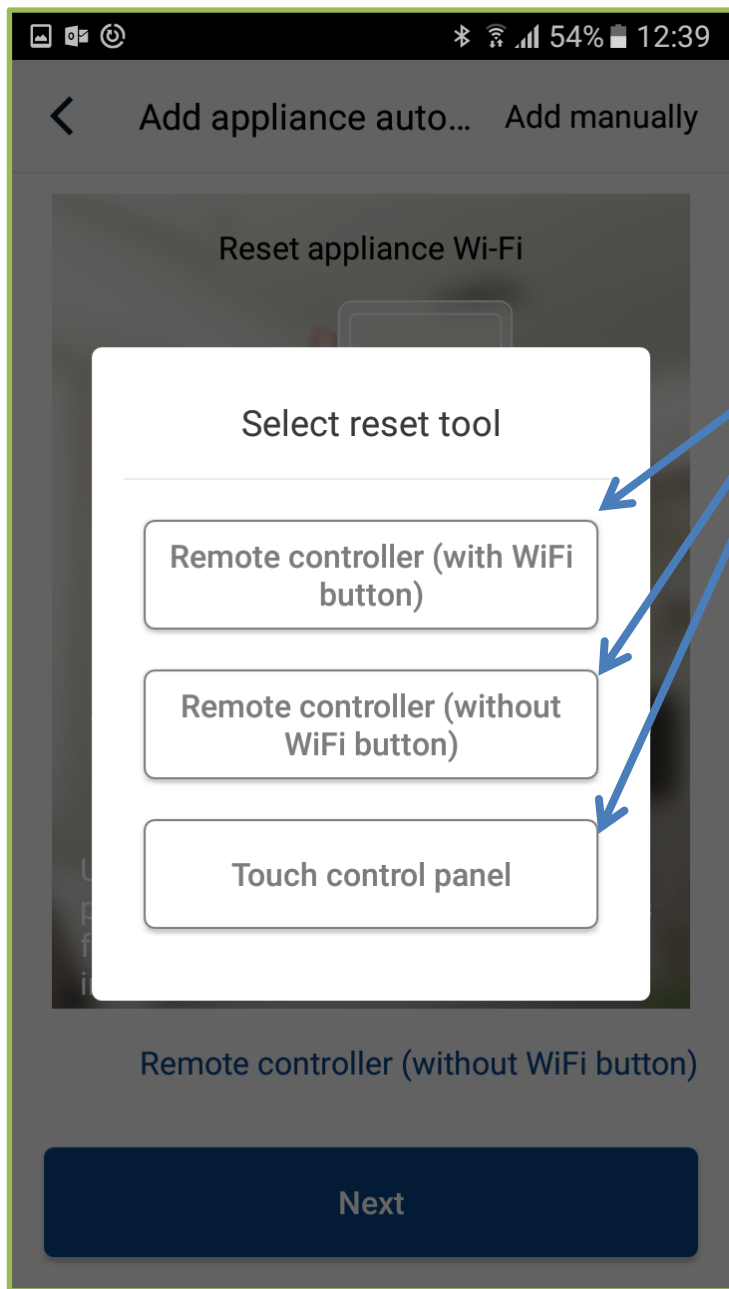 54% 12:39
Add appliance auto... Add manually
Reset appliance Wi-Fi
Select reset tool
Remote controller (with WiFi
button)
Remote controller (without
WiFi button)
Touch control panel
Remote controller (without WiFi button)
Next